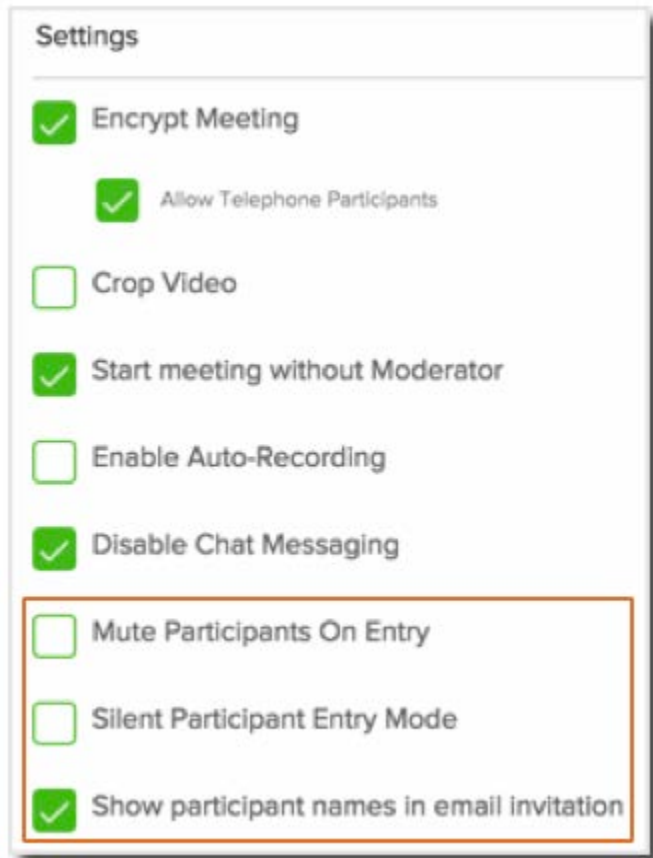 Settings
Encrypt Meeting
Allow Telephone Participants
Crop Video
Start meeting without Moderator
Enable Auto-Recording
Disable Chat Messaging
Mute Participants On Entry
Silent Participant Entry Mode
Show participant names in email invitation